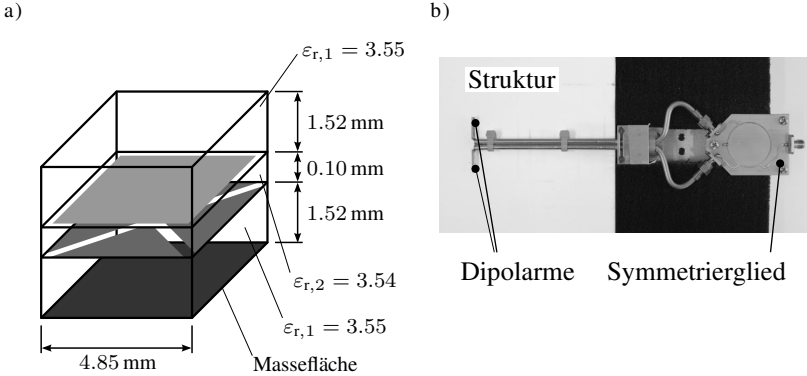 a)
εr,1 = 3.55
1.52 mm
0.10 mm
1.52 mm
εr,2 = 3.54
εr,1 = 3.55
4.85 mm
Massefläche
b)
Struktur
Dipolarme
Symmetrierglied